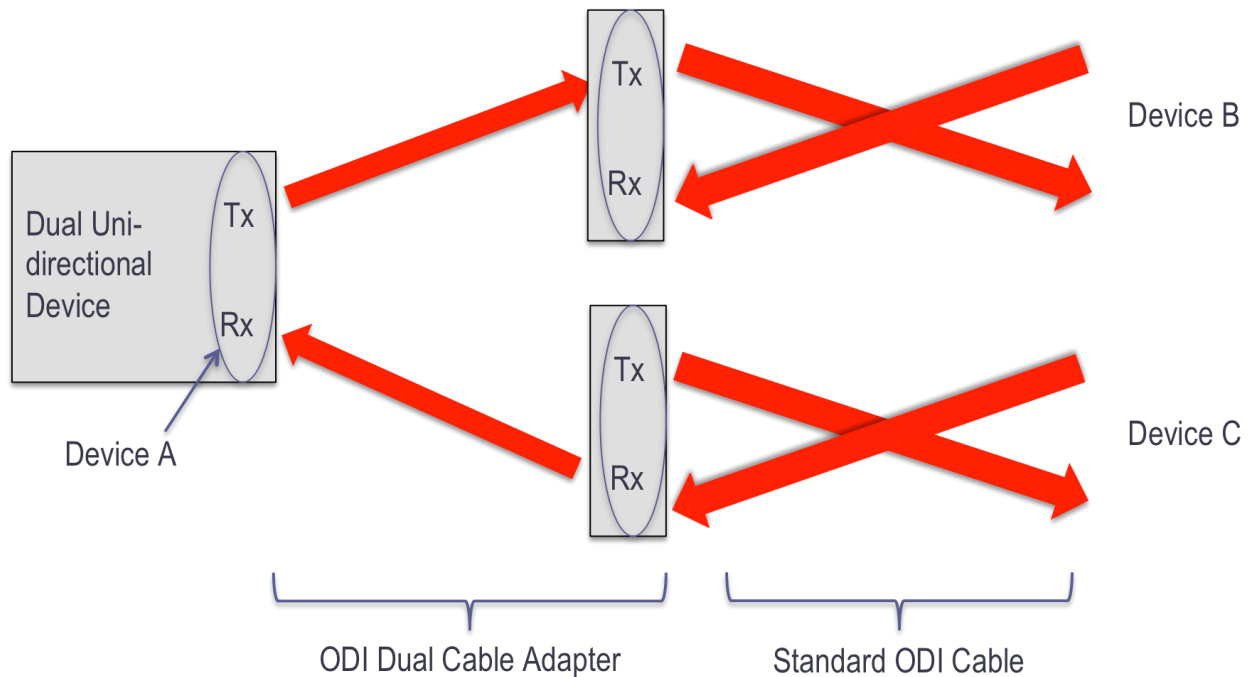 Tx
Rx
Device B
Dual Uni-
directional
Device
Tx
Rx
Device A
Tx
Rx
Device C
ODI Dual Cable Adapter
Standard ODI Cable